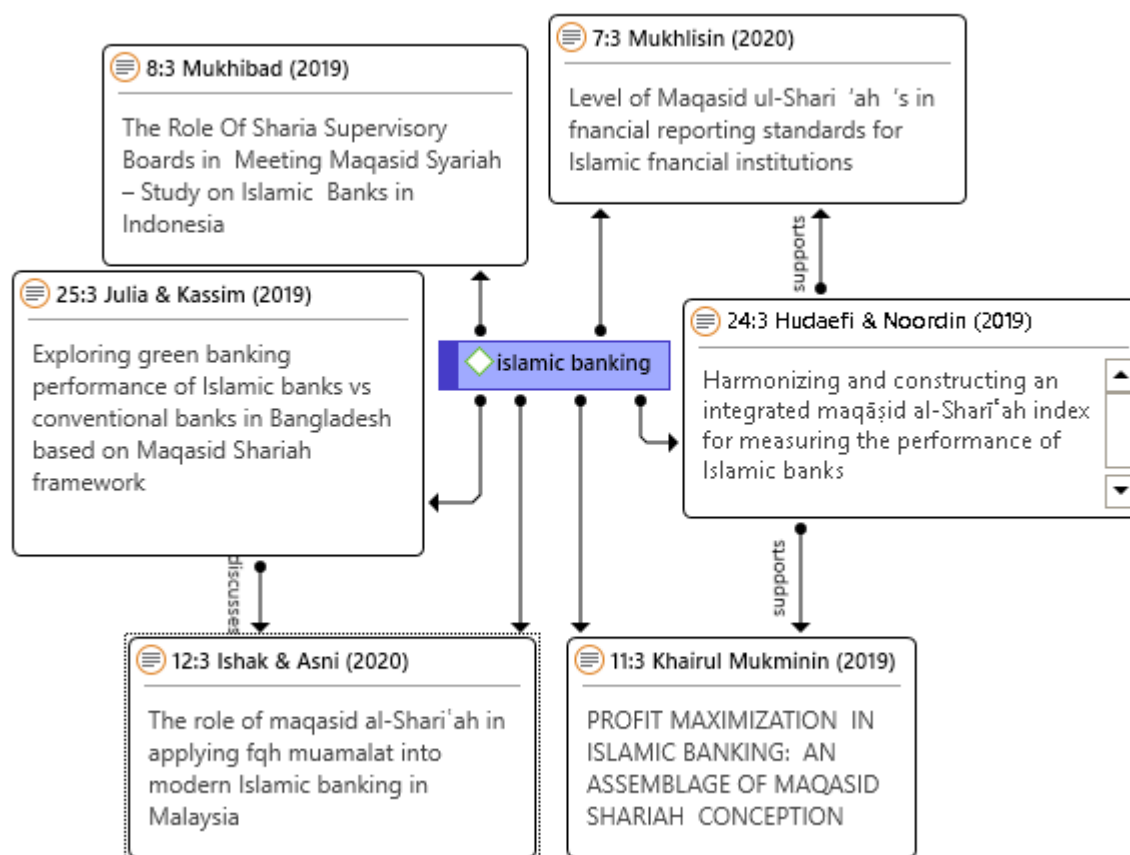 8:3 Mukhibad (2019)
The Role Of Sharia Supervisory
Boards in Meeting Maqasid Syariah
– Study on Islamic Banks in
Indonesia
7:3 Mukhlisin (2020)
Level of Maqasid ul-Shari 'ah 's in
fnancial reporting standards for
Islamic fnancial institutions
supports
25:3 Julia & Kassim (2019)
Exploring green banking
performance of Islamic banks vs
conventional banks in Bangladesh
based on Maqasid Shariah
framework
islamic banking
24:3 Hudaefi & Noordin (2019)
Harmonizing and constructing an
integrated maqāṣid al-Sharīʿah index
for measuring the performance of
Islamic banks
discusses
supports
12:3 Ishak & Asni (2020)
The role of maqasid al-Shariʿah in
applying fqh muamalat into
modern Islamic banking in
Malaysia
11:3 Khairul Mukminin (2019)
PROFIT MAXIMIZATION IN
ISLAMIC BANKING: AN
ASSEMBLAGE OF MAQASID
SHARIAH CONCEPTION